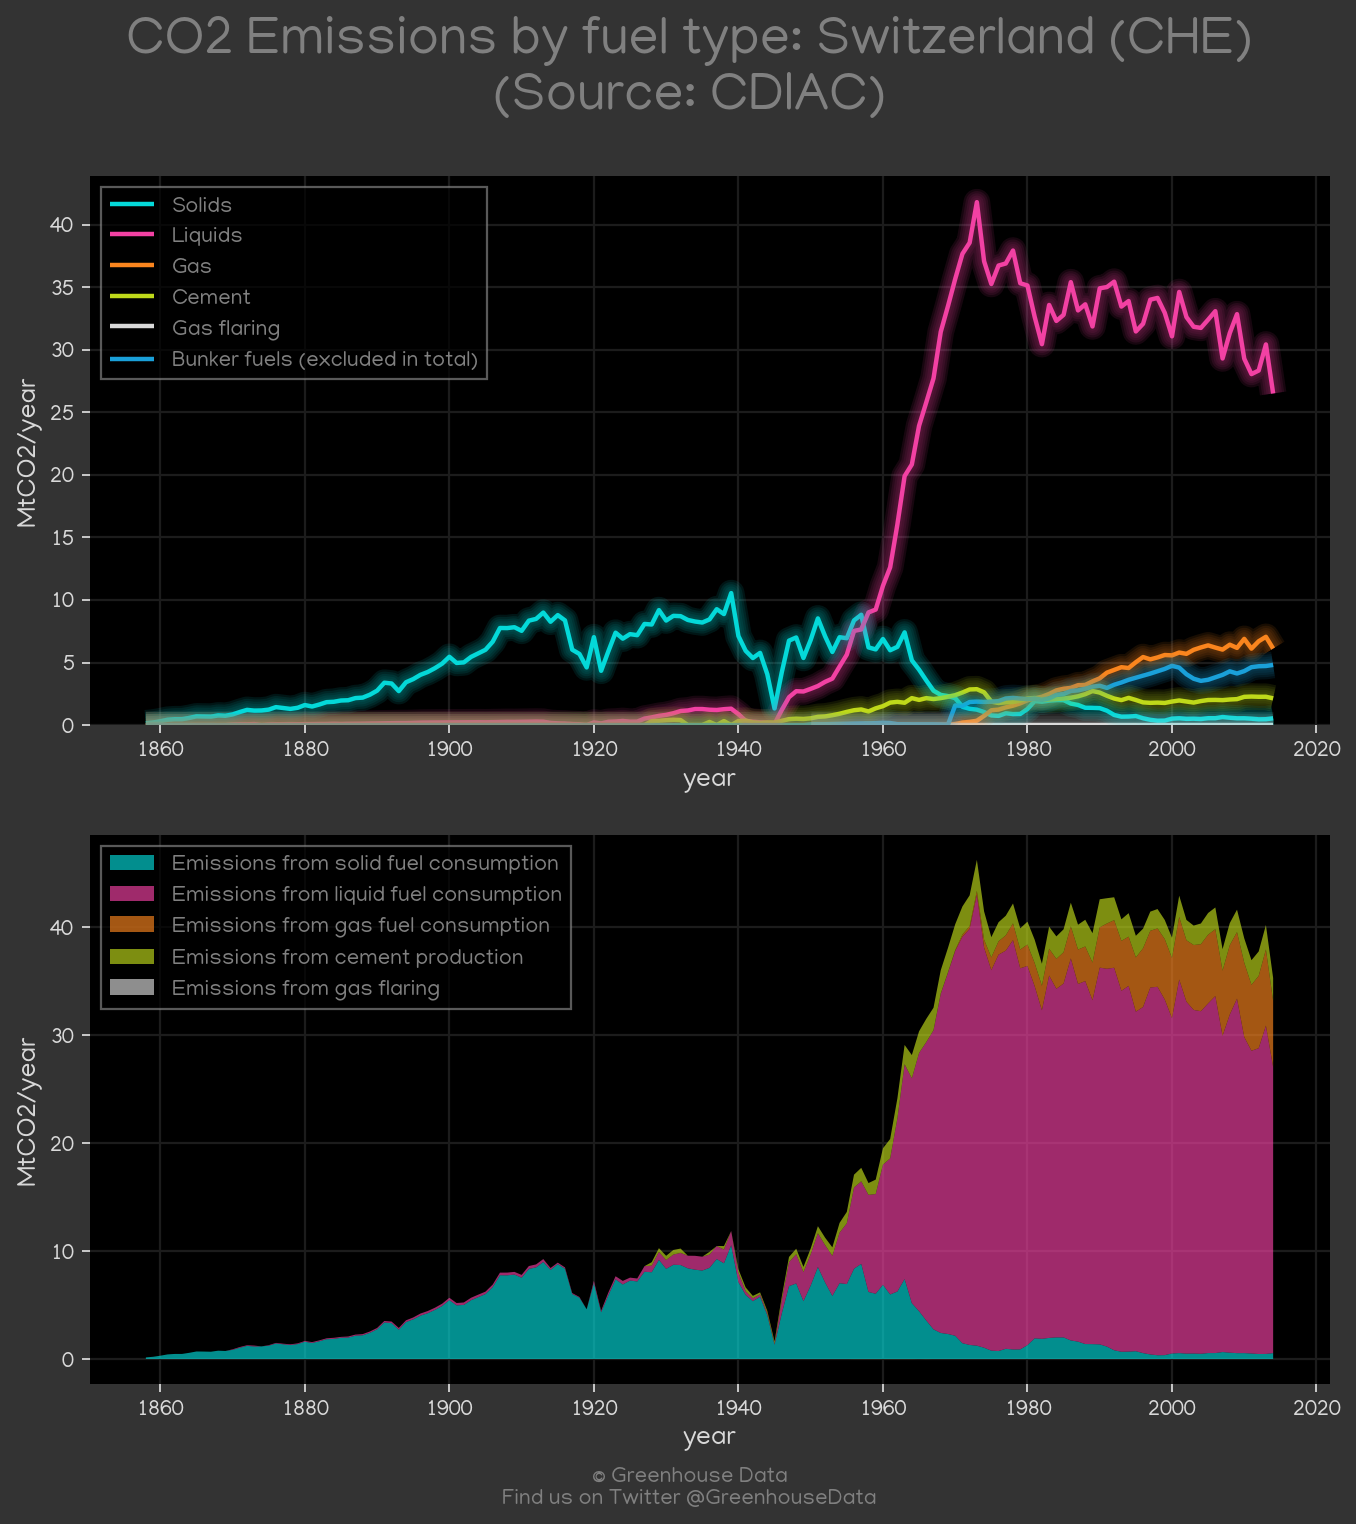 CO2 Emissions by fuel type: Switzerland (CHE)
(Source: CDIAC)
Solids
Liquids
Gas
Cement
Gas flaring
Bunker fuels (excluded in total)
40
35
30
25
20
15
10
5
0
MtCO2/year
1860 1880 1900 1920 1940 1960 1980 2000 2020
year
Emissions from solid fuel consumption
Emissions from liquid fuel consumption
Emissions from gas fuel consumption
Emissions from cement production
Emissions from gas flaring
40
30
20
10
0
MtCO2/year
1860 1880 1900 1920 1940 1960 1980 2000 2020
year
© Greenhouse Data
Find us on Twitter @GreenhouseData